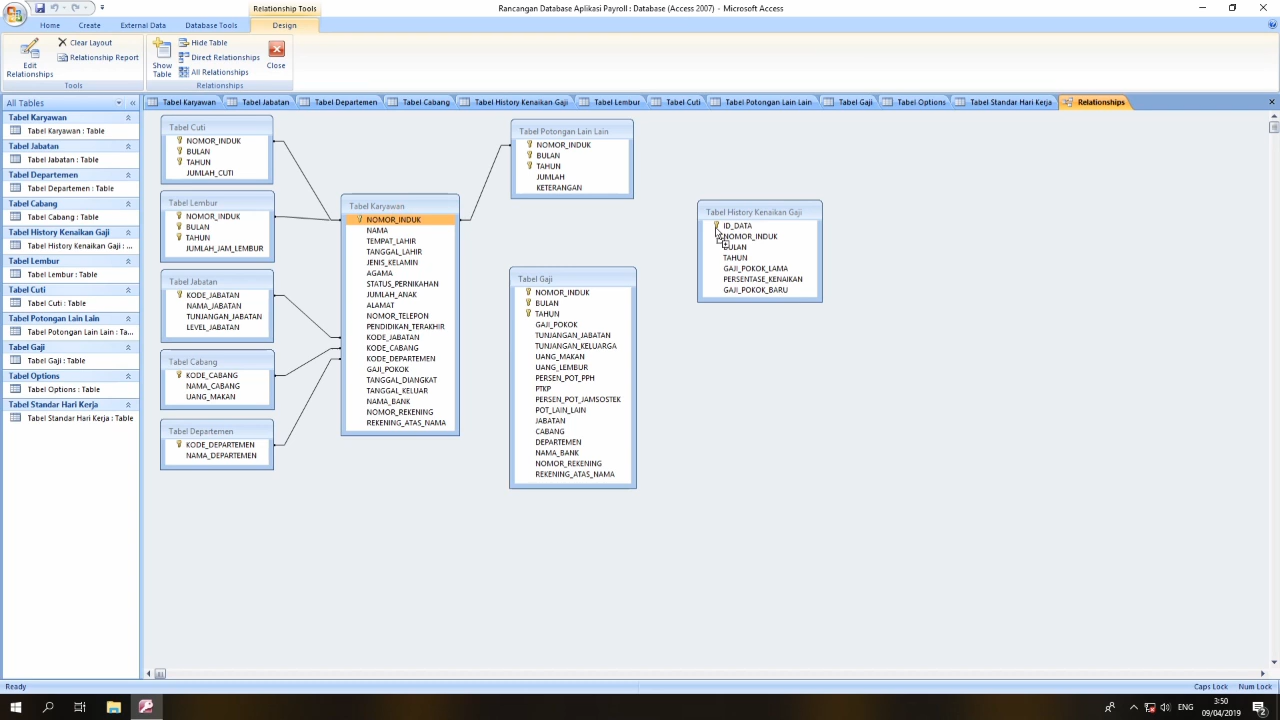 Relationship Tools
Rancangan Database Aplikasi Payroll : Database (Access 2007) - Microsoft Access
Home
Create
External Data
Database Tools
Design
Edit
Relationships
Clear Layout
Relationship Report
Tools
Show
Table
Hide Table
Direct Relationships
All Relationships
Close
Relationships
All Tables
Tabel Karyawan
Tabel Karyawan : Table
Tabel Jabatan
Tabel Jabatan : Table
Tabel Departemen
Tabel Departemen : Table
Tabel Cabang
Tabel Cabang : Table
Tabel History Kenaikan Gaji
Tabel History Kenaikan Gaji : ...
Tabel Lembur
Tabel Lembur : Table
Tabel Cuti
Tabel Cuti : Table
Tabel Potongan Lain Lain
Tabel Potongan Lain Lain : Ta...
Tabel Gaji
Tabel Gaji : Table
Tabel Options
Tabel Options : Table
Tabel Standar Hari Kerja
Tabel Standar Hari Kerja : Table
Tabel Karyawan
Tabel Jabatan
Tabel Departemen
Tabel Cabang
Tabel History Kenaikan Gaji
Tabel Lembur
Tabel Cuti
Tabel Potongan Lain Lain
Tabel Gaji
Tabel Options
Tabel Standar Hari Kerja
Relationships
Tabel Cuti
NOMOR_INDUK
BULAN
TAHUN
JUMLAH_CUTI
Tabel Lembur
NOMOR_INDUK
BULAN
TAHUN
JUMLAH_JAM_LEMBUR
Tabel Jabatan
KODE_JABATAN
NAMA_JABATAN
TUNJANGAN_JABATAN
LEVEL_JABATAN
Tabel Cabang
KODE_CABANG
NAMA_CABANG
UANG_MAKAN
Tabel Departemen
KODE_DEPARTEMEN
NAMA_DEPARTEMEN
Tabel Karyawan
NOMOR_INDUK
NAMA
TEMPAT_LAHIR
TANGGAL_LAHIR
JENIS_KELAMIN
AGAMA
STATUS_PERNIKAHAN
JUMLAH_ANAK
ALAMAT
NOMOR_TELEPON
PENDIDIKAN_TERAKHIR
KODE_JABATAN
KODE_CABANG
KODE_DEPARTEMEN
GAJI_POKOK
TANGGAL_DIANGKAT
TANGGAL_KELUAR
NAMA_BANK
NOMOR_REKENING
REKENING_ATAS_NAMA
Tabel Potongan Lain Lain
NOMOR_INDUK
BULAN
TAHUN
JUMLAH
KETERANGAN
Tabel Gaji
NOMOR_INDUK
BULAN
TAHUN
GAJI_POKOK
TUNJANGAN_JABATAN
TUNJANGAN_KELUARGA
UANG_MAKAN
UANG_LEMBUR
PERSEN_POT_PPH
PTKP
PERSEN_POT_JAMSOSTEK
POT_LAIN_LAIN
JABATAN
CABANG
DEPARTEMEN
NAMA_BANK
NOMOR_REKENING
REKENING_ATAS_NAMA
Tabel History Kenaikan Gaji
ID_DATA
NOMOR_INDUK
BULAN
TAHUN
GAJI_POKOK_LAMA
PERSENTASE_KENAIKAN
GAJI_POKOK_BARU
Ready
Caps Lock
Num Lock
ENG
3:50
09/04/2019
2